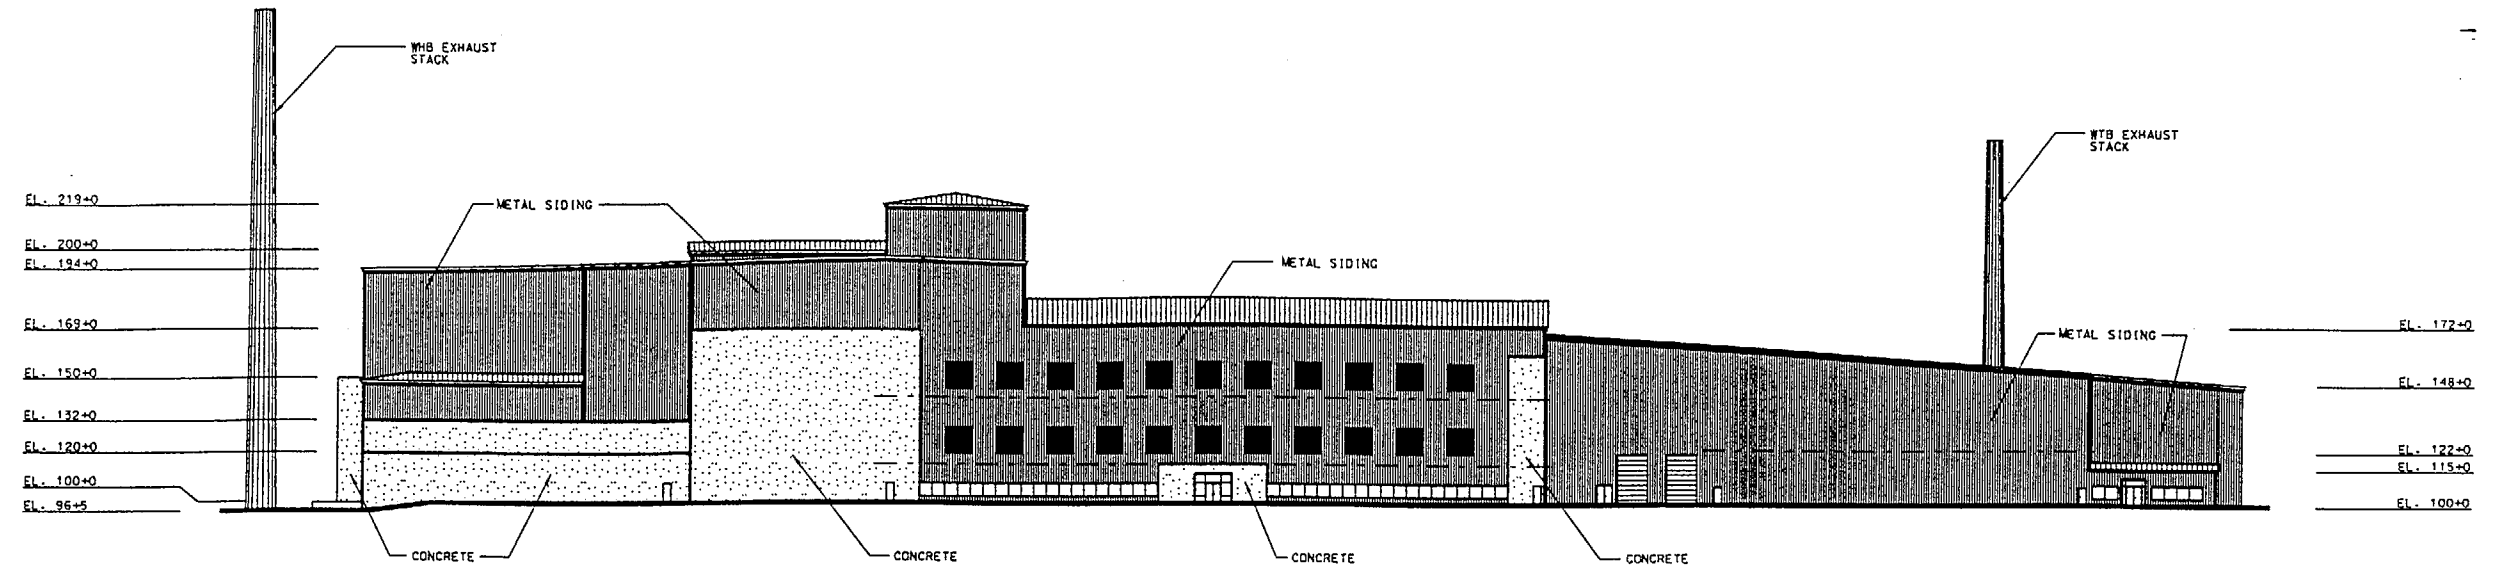 WHB EXHAUST
STACK
WTB EXHAUST
STACK
EL. 219+0
METAL SIDING
EL. 200+0
EL. 194+0
METAL SIDING
EL. 169+0
EL. 172+0
METAL SIDING
EL. 150+0
EL. 148+0
EL. 132+0
EL. 120+0
EL. 122+0
EL. 115+0
EL. 100+0
EL. 96+5
EL. 100+0
CONCRETE
CONCRETE
CONCRETE
CONCRETE